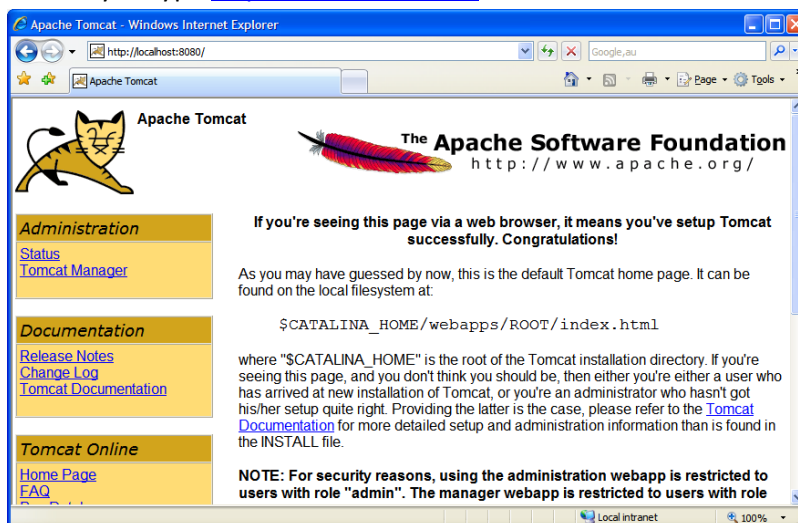 Apache Tomcat - Windows Internet Explorer
http://localhost:8080/
Google,au
Apache Tomcat
Page
Tools
Apache Tomcat
The Apache Software Foundation
http://www.apache.org/
Administration
Status
Tomcat Manager
Documentation
Release Notes
Change Log
Tomcat Documentation
Tomcat Online
Home Page
FAQ
If you're seeing this page via a web browser, it means you've setup Tomcat
successfully. Congratulations!
As you may have guessed by now, this is the default Tomcat home page. It can be
found on the local filesystem at:
$CATALINA_HOME/webapps/ROOT/index.html
where "$CATALINA_HOME" is the root of the Tomcat installation directory. If you're
seeing this page, and you don't think you should be, then either you're either a user who
has arrived at new installation of Tomcat, or you're an administrator who hasn't got
his/her setup quite right. Providing the latter is the case, please refer to the Tomcat
Documentation for more detailed setup and administration information than is found in
the INSTALL file.
NOTE: For security reasons, using the administration webapp is restricted to
users with role "admin". The manager webapp is restricted to users with role
Local intranet
100%